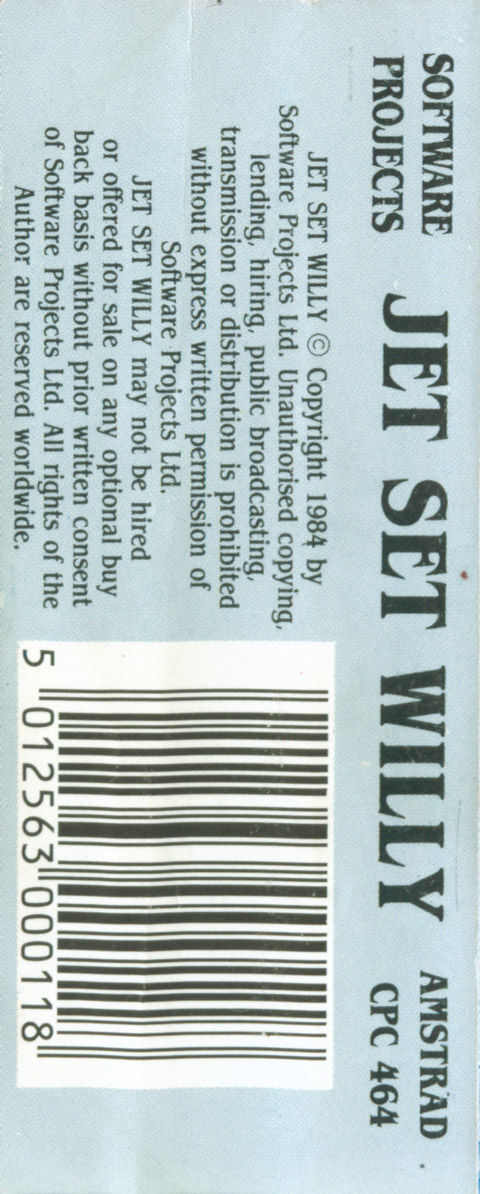 SOFTWARE
PROJECTS
JET SET WILLY
AMSTRAD
CPC 464
JET SET WILLY © Copyright 1984 by
Software Projects Ltd. Unauthorised copying,
lending, hiring, public broadcasting,
transmission or distribution is prohibited
without express written permission of
Software Projects Ltd.
JET SET WILLY may not be hired
or offered for sale on any optional buy
back basis without prior written consent
of Software Projects Ltd. All rights of the
Author are reserved worldwide.
5 012563 000118